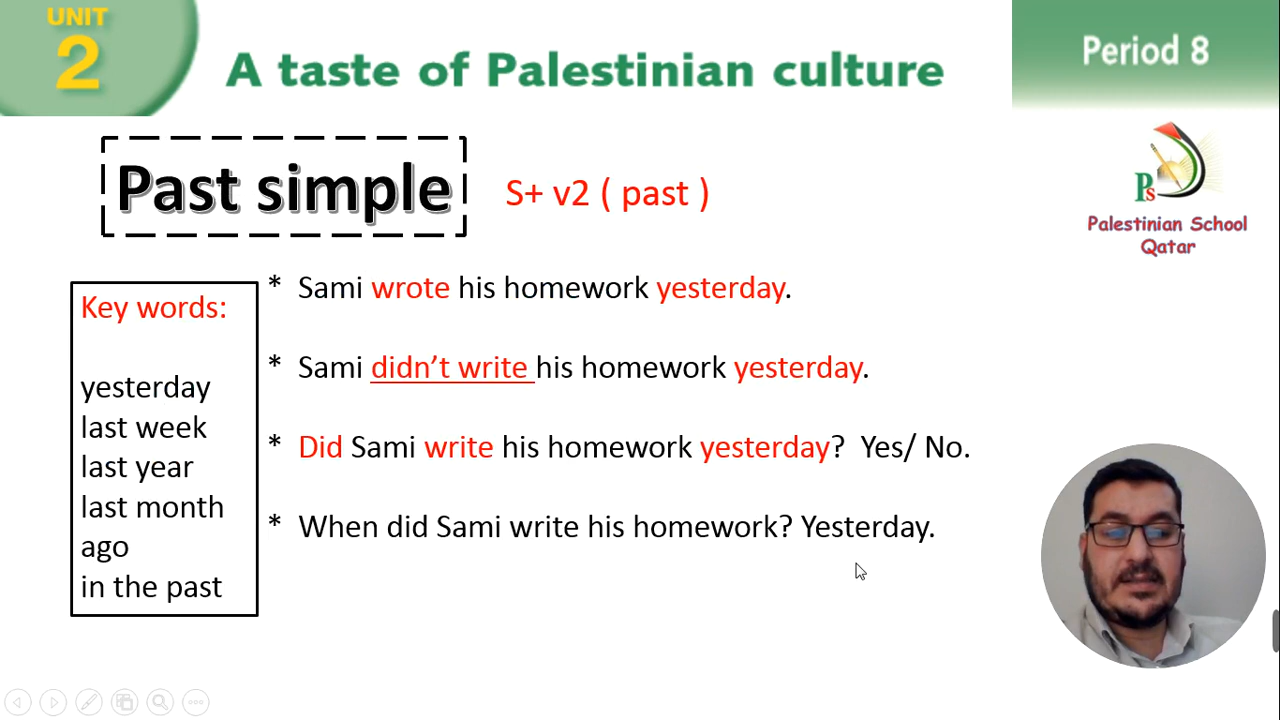 UNIT
2
A taste of Palestinian culture
Period 8
Past simple
S+ v2 ( past )
Ps
Palestinian School
Qatar
Key words:
yesterday
last week
last year
last month
ago
in the past
* Sami wrote his homework yesterday.
* Sami didn’t write his homework yesterday.
* Did Sami write his homework yesterday? Yes/ No.
* When did Sami write his homework? Yesterday.